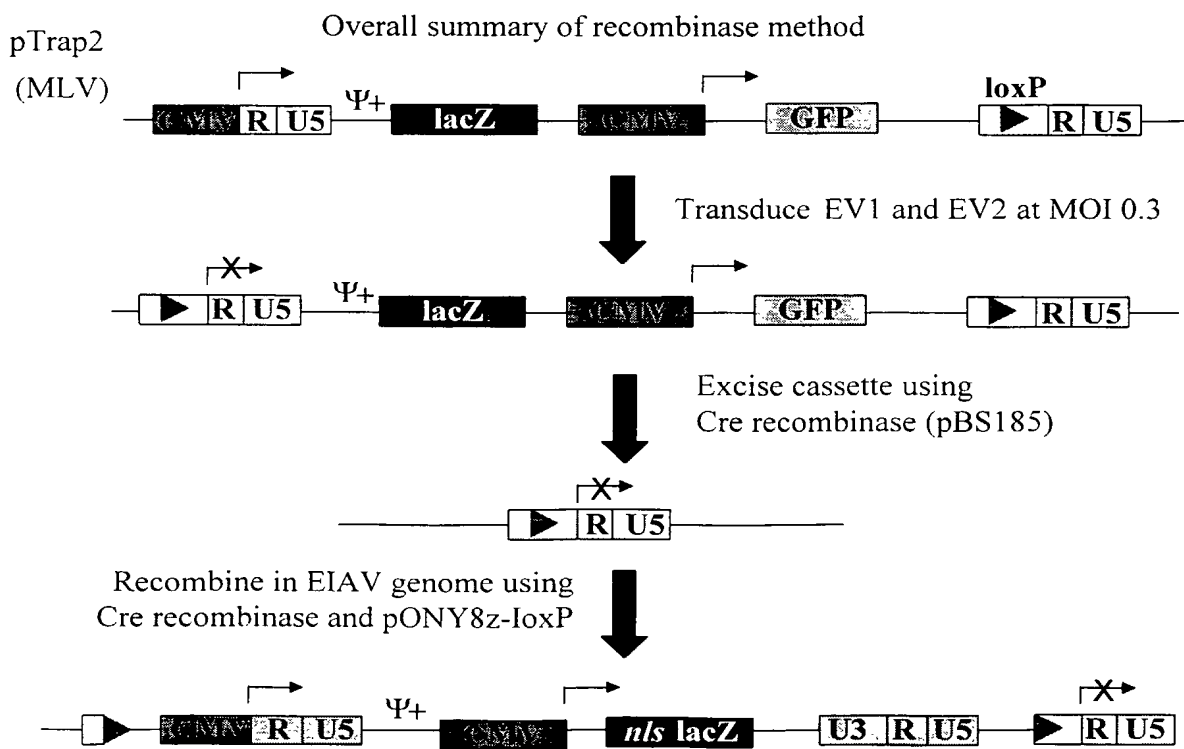 Overall summary of recombinase method
pTrap2
(MLV)
CMV R U5 Ψ+ lacZ CMV GFP loxP R U5
Transduce EV1 and EV2 at MOI 0.3
X R U5 Ψ+ lacZ CMV GFP R U5
Excise cassette using
Cre recombinase (pBS185)
X
R U5
Recombine in EIAV genome using
Cre recombinase and pONY8z-loxP
X
CMV R U5 Ψ+ CMV nls lacZ U3 R U5 R U5